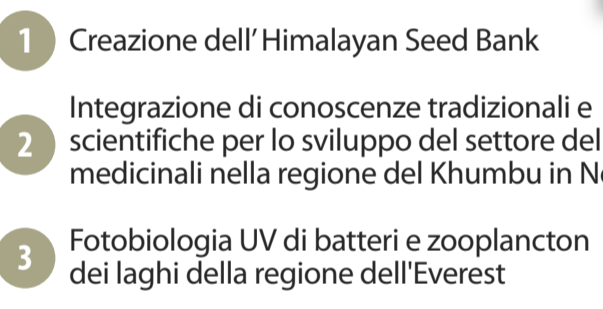 1 Creazione dell’Himalayan Seed Bank
Integrazione di conoscenze tradizionali e
2 scientifiche per lo sviluppo del settore del
medicinali nella regione del Khumbu in
Fotobiologia UV di batteri e zooplancton
3 dei laghi della regione dell'Everest